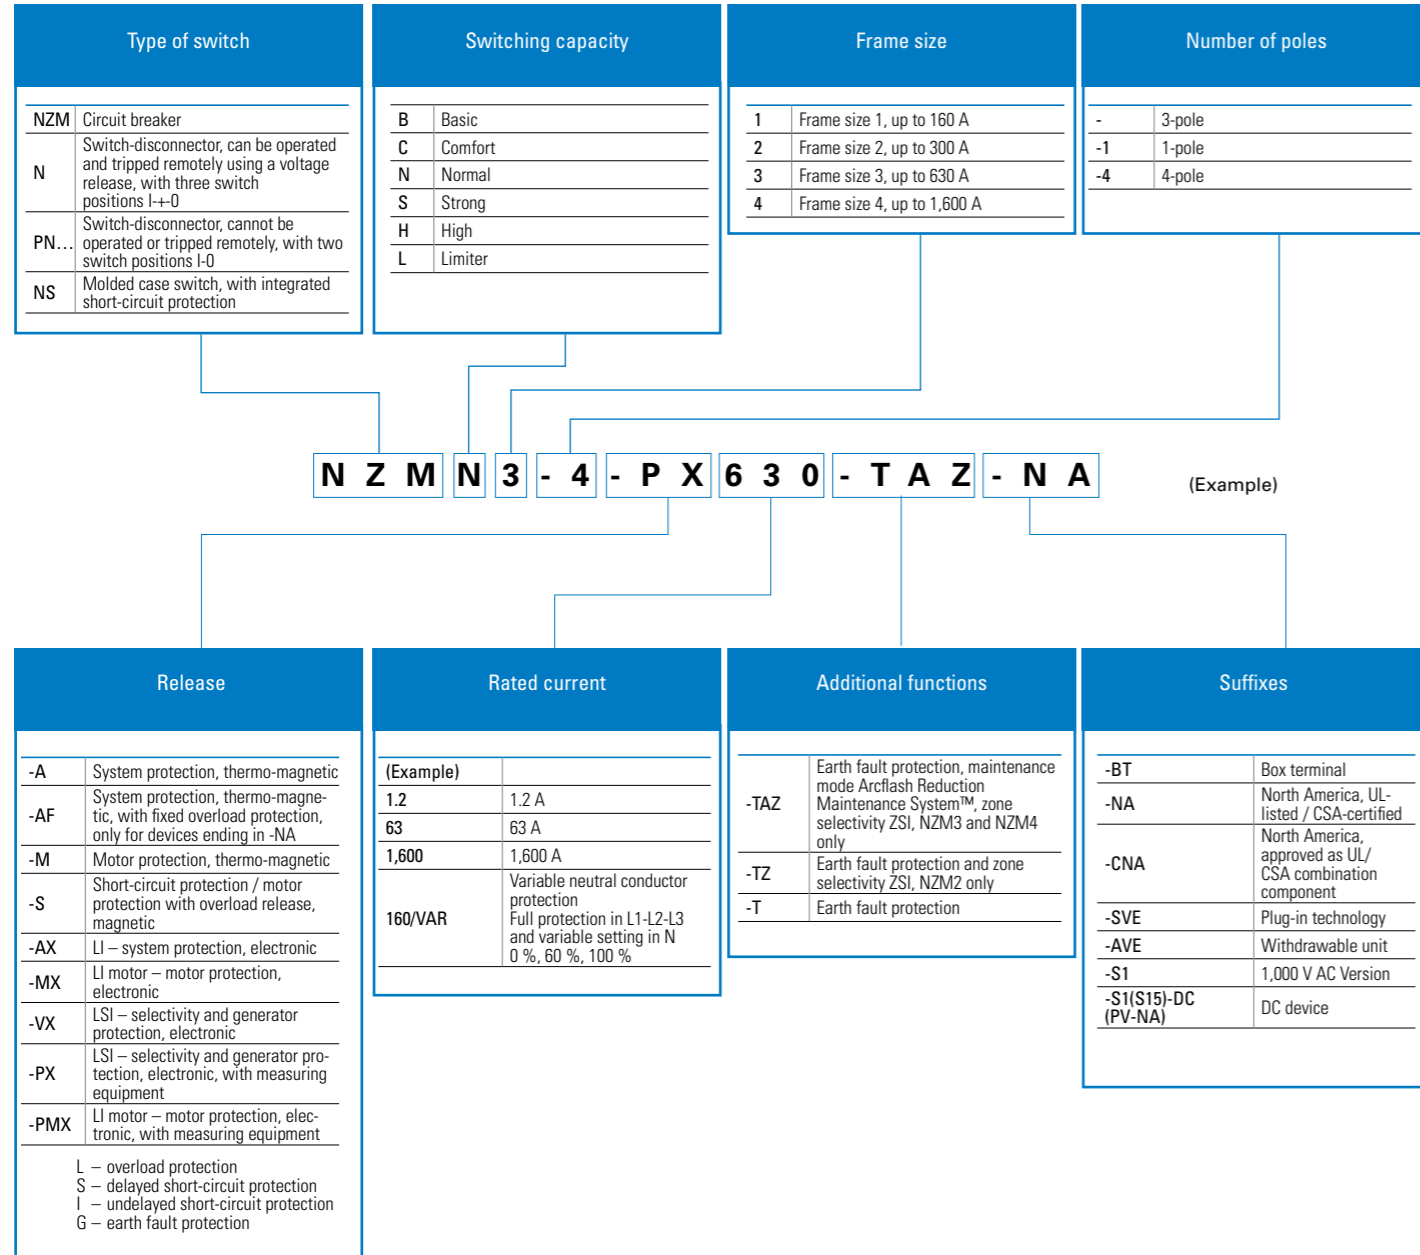 Type of switch
NZM Circuit breaker
N Switch-disconnector, can be operated
and tripped remotely using a voltage
release, with three switch
positions I-+-0
PN… Switch-disconnector, cannot be
operated or tripped remotely, with two
switch positions I-0
NS Molded case switch, with integrated
short-circuit protection
Switching capacity
B Basic
C Comfort
N Normal
S Strong
H High
L Limiter
Frame size
1 Frame size 1, up to 160 A
2 Frame size 2, up to 300 A
3 Frame size 3, up to 630 A
4 Frame size 4, up to 1,600 A
Number of poles
- 3-pole
-1 1-pole
-4 4-pole
N Z M N 3 - 4 - P X 6 3 0 - T A Z - N A (Example)
Release
-A System protection, thermo-magnetic
-AF System protection, thermo-magne-
tic, with fixed overload protection,
only for devices ending in -NA
-M Motor protection, thermo-magnetic
-S Short-circuit protection / motor
protection with overload release,
magnetic
-AX LI – system protection, electronic
-MX LI motor – motor protection,
electronic
-VX LSI – selectivity and generator
protection, electronic
-PX LSI – selectivity and generator pro-
tection, electronic, with measuring
equipment
-PMX LI motor – motor protection, elec-
tronic, with measuring equipment
L – overload protection
S – delayed short-circuit protection
I – undelayed short-circuit protection
G – earth fault protection
Rated current
(Example)
1.2 1.2 A
63 63 A
1,600 1,600 A
160/VAR Variable neutral conductor
protection
Full protection in L1-L2-L3
and variable setting in N
0 %, 60 %, 100 %
Additional functions
-TAZ Earth fault protection, maintenance
mode Arcflash Reduction
Maintenance System™, zone
selectivity ZSI, NZM3 and NZM4
only
-TZ Earth fault protection and zone
selectivity ZSI, NZM2 only
-T Earth fault protection
Suffixes
-BT Box terminal
-NA North America, UL-
listed / CSA-certified
-CNA North America,
approved as UL/
CSA combination
component
-SVE Plug-in technology
-AVE Withdrawable unit
-S1 1,000 V AC Version
-S1(S15)-DC
(PV-NA) DC device